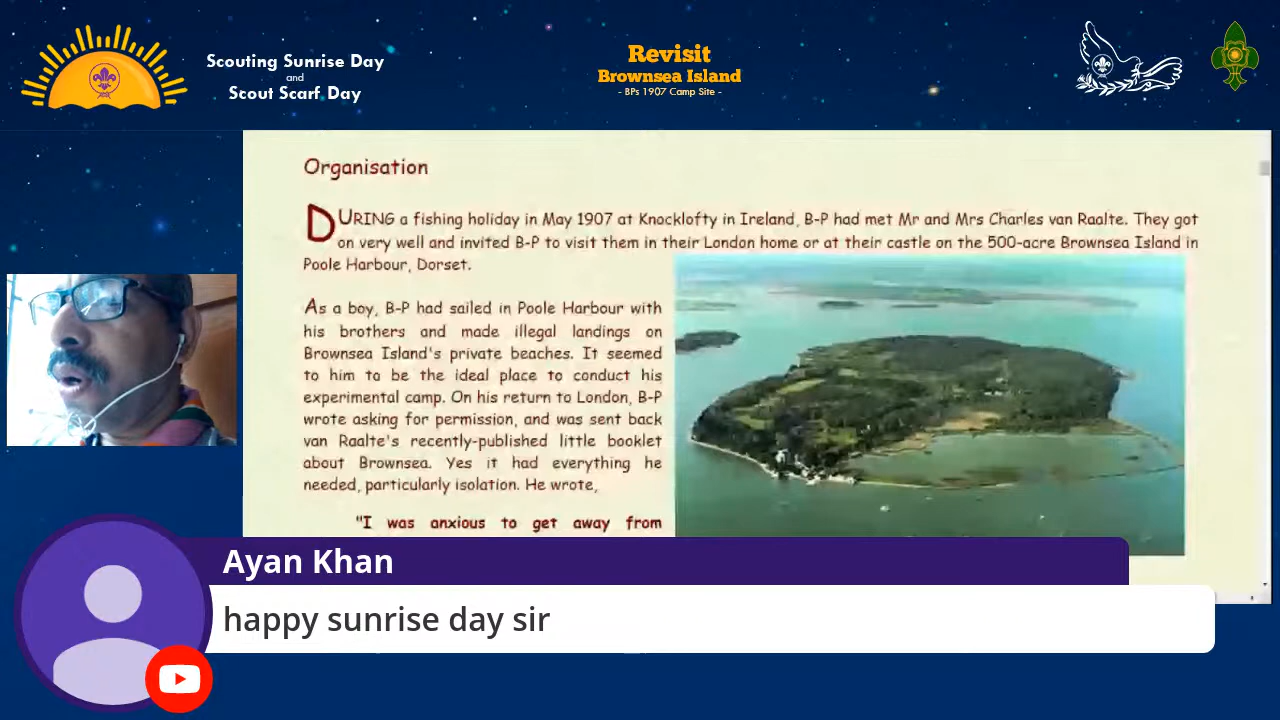 Scouting Sunrise Day
and
Scout Scarf Day
Revisit
Brownsea Island
- BPs 1907 Camp Site -
Organisation
DURING a fishing holiday in May 1907 at Knocklofty in Ireland, B-P had met Mr and Mrs Charles van Raalte. They got
on very well and invited B-P to visit them in their London home or at their castle on the 500-acre Brownsea Island in
Poole Harbour, Dorset.
As a boy, B-P had sailed in Poole Harbour with
his brothers and made illegal landings on
Brownsea Island's private beaches. It seemed
to him to be the ideal place to conduct his
experimental camp. On his return to London, B-P
wrote asking for permission, and was sent back
van Raalte's recently-published little booklet
about Brownsea. Yes it had everything he
needed, particularly isolation. He wrote,
"I was anxious to get away from
Ayan Khan
happy sunrise day sir